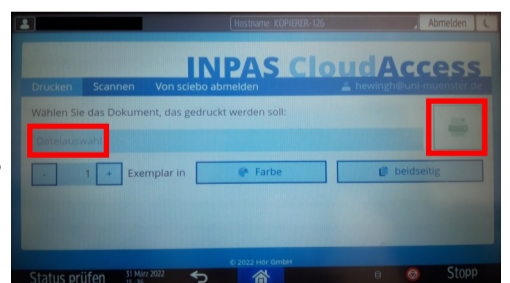 Hostname: KOPIERER-126
Abmelden
INPAS CloudAccess
Drucken Scannen Von sciebo abmelden hewingh@uni-muenster.de
Wählen Sie das Dokument, das gedruckt werden soll:
Dateiauswahl
- 1 + Exemplar in Farbe beidseitig
© 2022 Hör GmbH
Status prüfen 31 März 2022 Stopp